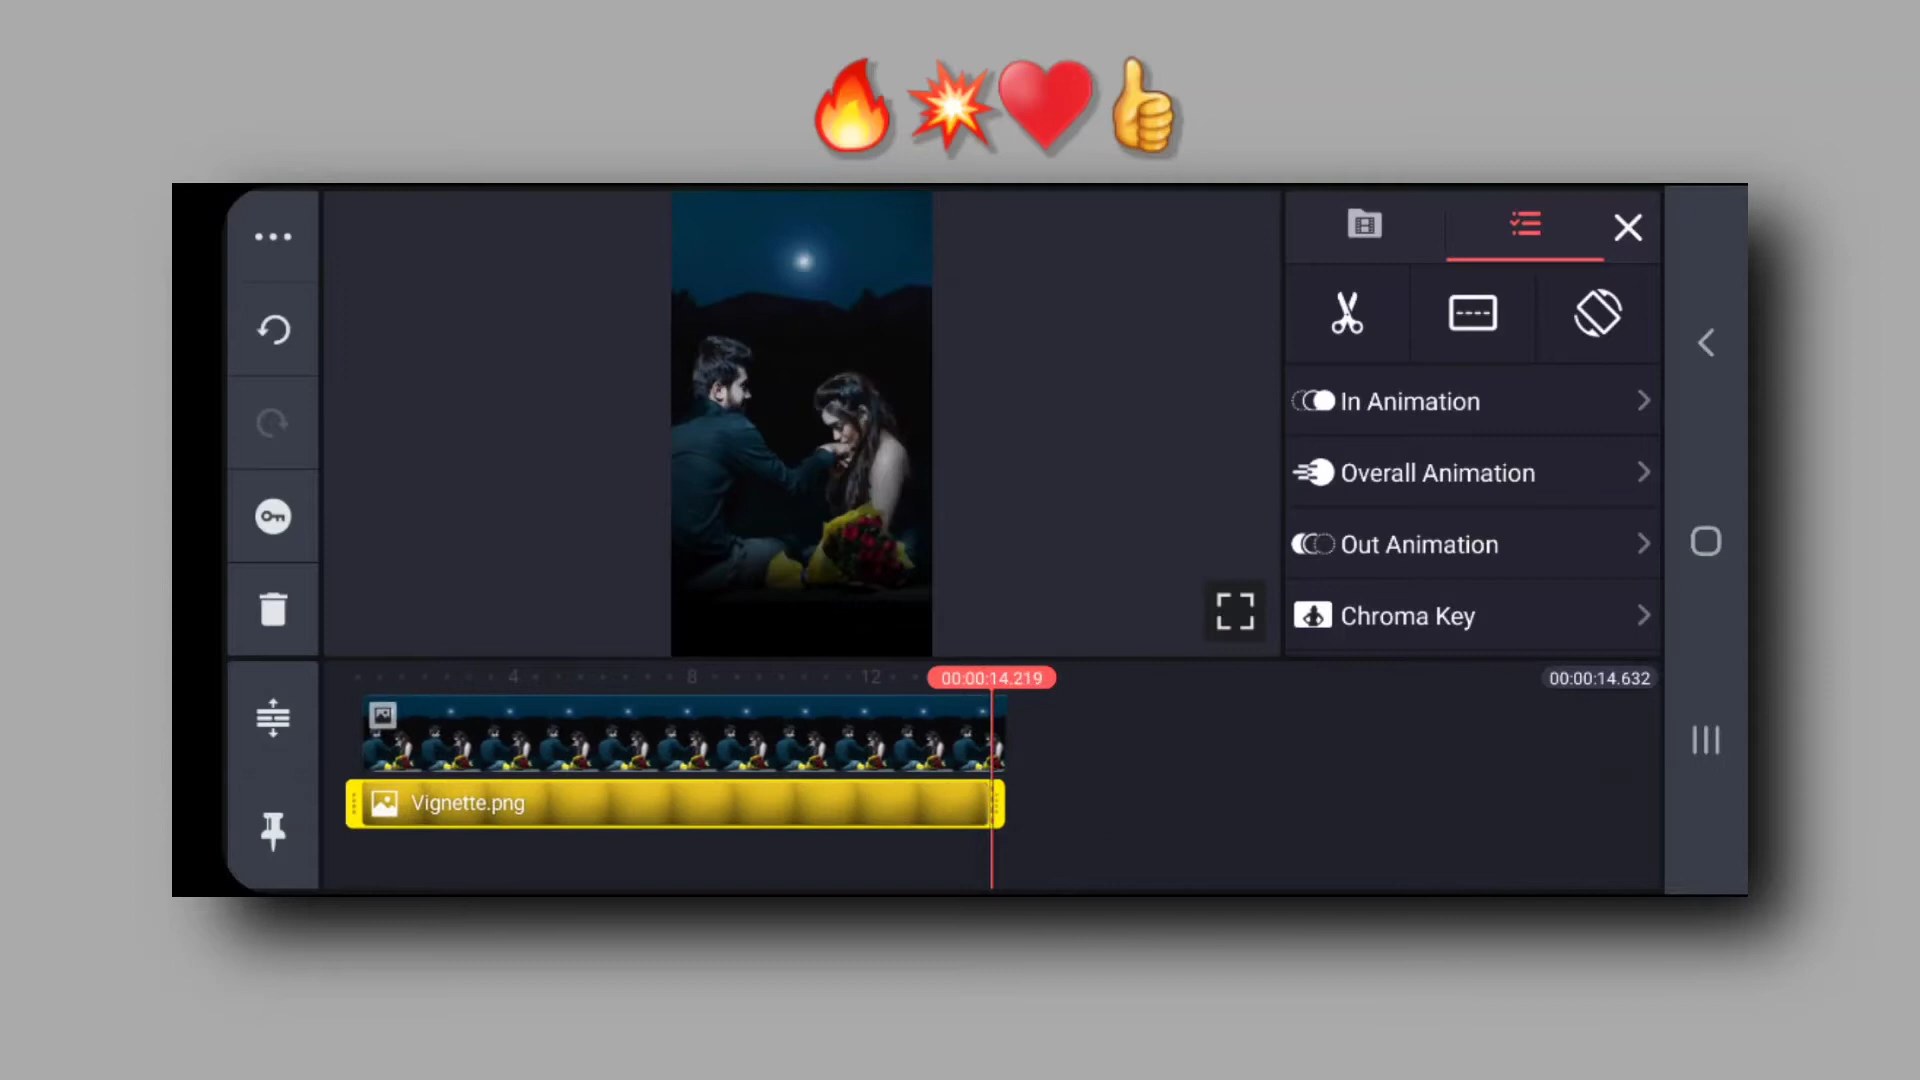 In Animation
Overall Animation
Out Animation
Chroma Key
4 8 12 00:00:14.219 00:00:14.632
Vignette.png